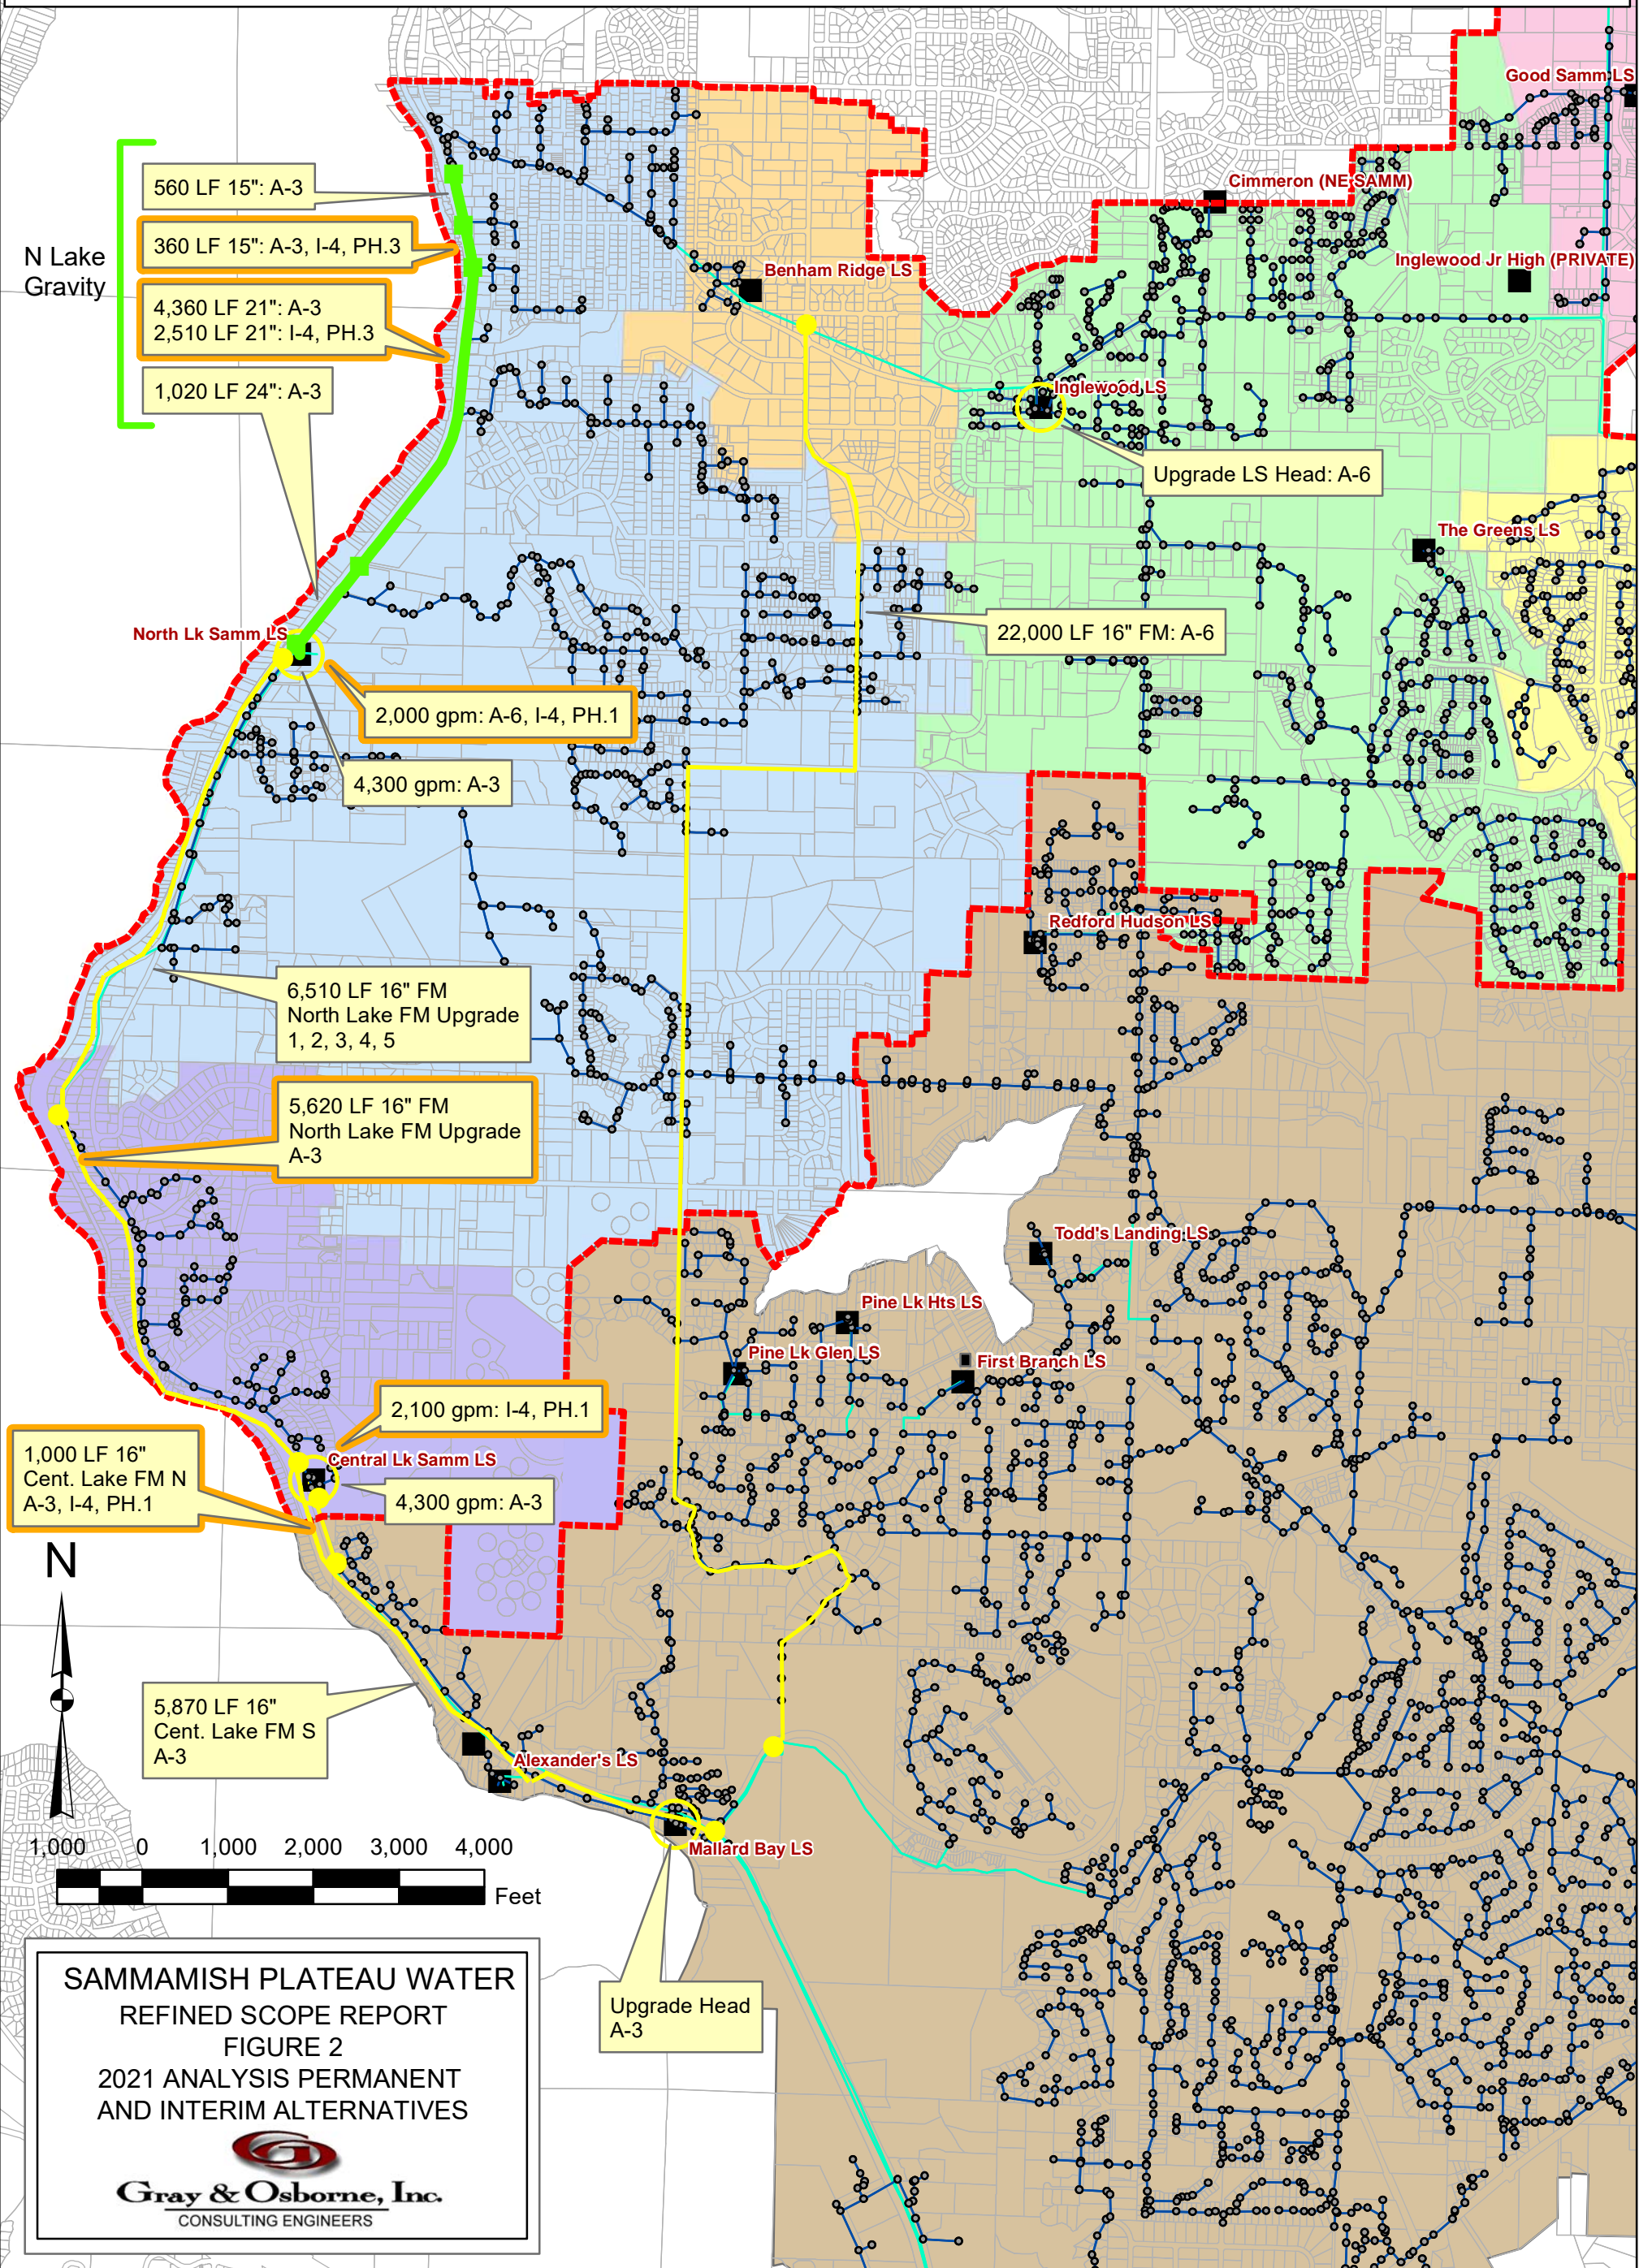 Good Samm LS
560 LF 15": A-3
Cimmeron (NE SAMM)
360 LF 15": A-3, I-4, PH.3
N Lake
Gravity
Benham Ridge LS
Inglewood Jr High (PRIVATE)
4,360 LF 21": A-3
2,510 LF 21": I-4, PH.3
1,020 LF 24": A-3
Inglewood LS
Upgrade LS Head: A-6
The Greens LS
North Lk Samm LS
22,000 LF 16" FM: A-6
2,000 gpm: A-6, I-4, PH.1
4,300 gpm: A-3
Redford Hudson LS
6,510 LF 16" FM
North Lake FM Upgrade
1, 2, 3, 4, 5
5,620 LF 16" FM
North Lake FM Upgrade
A-3
Todd's Landing LS
Pine Lk Hts LS
Pine Lk Glen LS
First Branch LS
2,100 gpm: I-4, PH.1
1,000 LF 16"
Cent. Lake FM N
A-3, I-4, PH.1
Central Lk Samm LS
4,300 gpm: A-3
N
5,870 LF 16"
Cent. Lake FM S
A-3
Alexander's LS
Mallard Bay LS
1,000 0 1,000 2,000 3,000 4,000
Feet
Upgrade Head
A-3
SAMMAMISH PLATEAU WATER
REFINED SCOPE REPORT
FIGURE 2
2021 ANALYSIS PERMANENT
AND INTERIM ALTERNATIVES
G
Gray & Osborne, Inc.
CONSULTING ENGINEERS